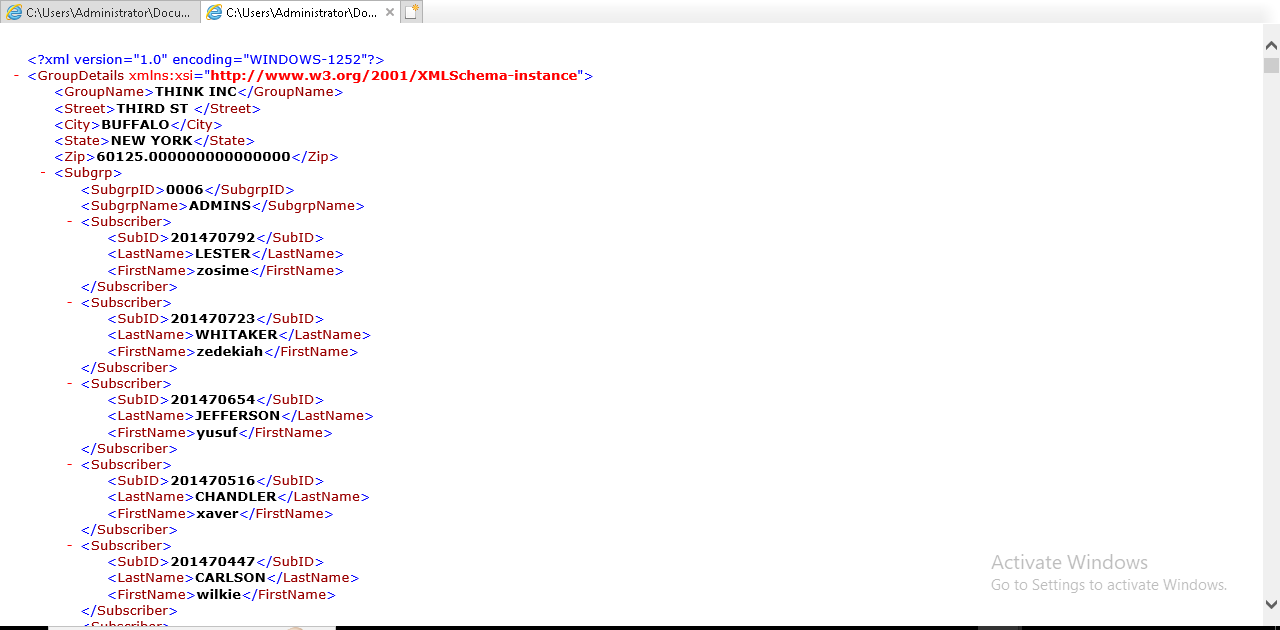 C:\Users\Administrator\Docu...
C:\Users\Administrator\Do...
<?xml version="1.0" encoding="WINDOWS-1252"?>
- <GroupDetails xmlns:xsi="http://www.w3.org/2001/XMLSchema-instance">
<GroupName>THINK INC</GroupName>
<Street>THIRD ST </Street>
<City>BUFFALO</City>
<State>NEW YORK</State>
<Zip>60125.000000000000000</Zip>
- <Subgrp>
<SubgrpID>0006</SubgrpID>
<SubgrpName>ADMINS</SubgrpName>
- <Subscriber>
<SubID>201470792</SubID>
<LastName>LESTER</LastName>
<FirstName>zosime</FirstName>
</Subscriber>
- <Subscriber>
<SubID>201470723</SubID>
<LastName>WHITAKER</LastName>
<FirstName>zedekiah</FirstName>
</Subscriber>
- <Subscriber>
<SubID>201470654</SubID>
<LastName>JEFFERSON</LastName>
<FirstName>yusuf</FirstName>
</Subscriber>
- <Subscriber>
<SubID>201470516</SubID>
<LastName>CHANDLER</LastName>
<FirstName>xaver</FirstName>
</Subscriber>
- <Subscriber>
<SubID>201470447</SubID>
<LastName>CARLSON</LastName>
<FirstName>wilkie</FirstName>
</Subscriber>
<Subscriber>
Activate Windows
Go to Settings to activate Windows.